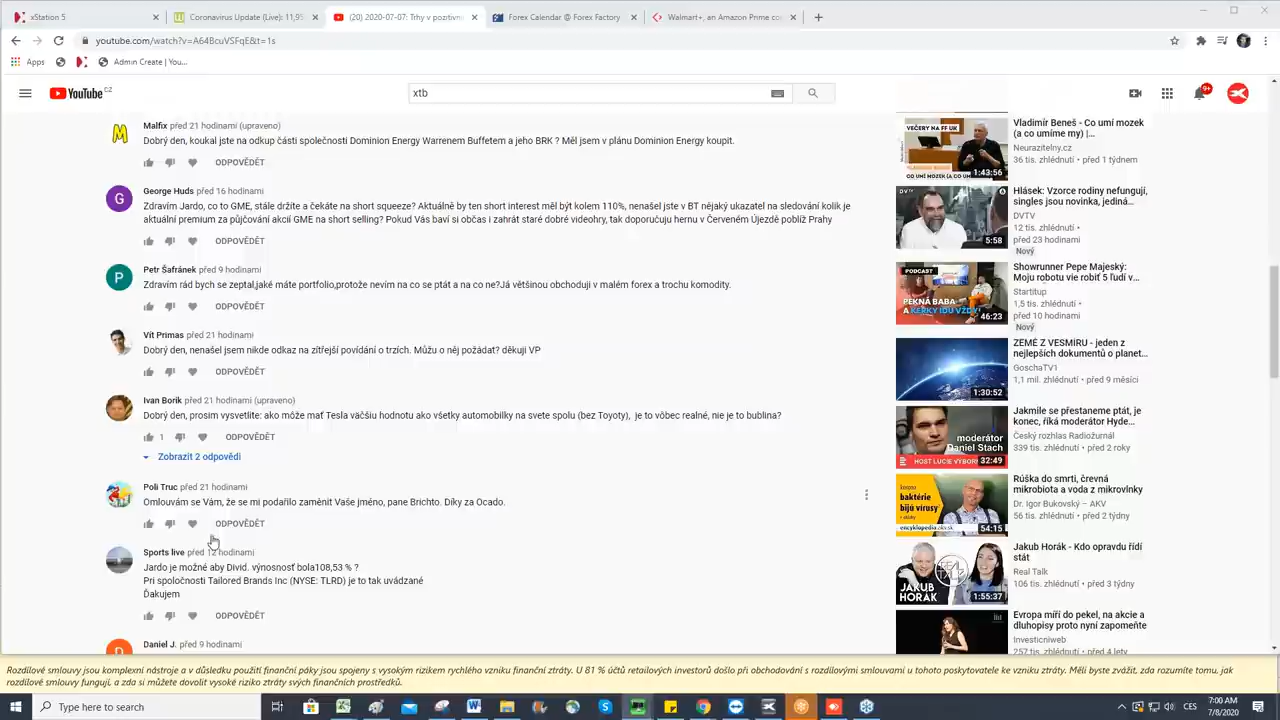 xStation 5
Coronavirus Update (Live): 11,95
(20) 2020-07-07: Trhy v pozitivn
Forex Calendar @ Forex Factory
Walmart+, an Amazon Prime co
youtube.com/watch?v=A64BcuVSFqE&t=1s
Apps
Admin Create | You...
YouTube CZ
xtb
9+
Malfix před 21 hodinami (upraveno)
Dobrý den, koukal jste na odkup části společnosti Dominion Energy Warrenem Buffetem a jeho BRK ? Měl jsem v plánu Dominion Energy koupit.
ODPOVĚDĚT
George Huds před 16 hodinami
Zdravím Jardo, co to GME, stále držíte a čekáte na short squeeze? Aktuálně by ten short interest měl být kolem 110%, nenašel jste v BT nějaký ukazatel na sledování kolik je
aktuální premium za půjčování akcií GME na short selling? Pokud Vás baví si občas i zahrát staré dobré videohry, tak doporučuju hernu v Červeném Újezdě poblíž Prahy
ODPOVĚDĚT
Petr Šafránek před 9 hodinami
Zdravím rád bych se zeptal,jaké máte portfolio,protože nevím na co se ptát a na co ne?Já většinou obchoduji v malém forex a trochu komodity.
ODPOVĚDĚT
Vít Primas před 21 hodinami
Dobrý den, nenašel jsem nikde odkaz na zítřejší povídání o trzích. Můžu o něj požádat? děkuji VP
ODPOVĚDĚT
Ivan Borik před 21 hodinami (upraveno)
Dobrý den, prosim vysvetlite: ako môže mať Tesla väčšiu hodnotu ako všetky automobilky na svete spolu (bez Toyoty), je to vôbec realné, nie je to bublina?
1 ODPOVĚDĚT
Zobrazit 2 odpovědi
Poli Truc před 21 hodinami
Omlouvám se Vám, že se mi podařilo zaměnit Vaše jméno, pane Brichto. Díky za Ocado.
ODPOVĚDĚT
Sports live před 12 hodinami
Jardo je možné aby Divid. výnosnosť bola108,53 % ?
Pri spoločnosti Tailored Brands Inc (NYSE: TLRD) je to tak uvádzané
Ďakujem
ODPOVĚDĚT
Daniel J. před 9 hodinami
VEČERY NA FF UK
1:43:56
Vladimír Beneš - Co umí mozek
(a co umíme my) |...
Neurazitelny.cz
36 tis. zhlédnutí • před 1 týdnem
DVTV
5:58
Hlásek: Vzorce rodiny nefungují,
singles jsou novinka, jediná...
DVTV
12 tis. zhlédnutí •
před 23 hodinami
Nový
PODCAST
PEKNÁ BABA
A KÉRKY IDÚ VŽDY!
46:23
Showrunner Pepe Majeský:
Moju robotu vie robiť 5 ľudí v...
Startitup
1,5 tis. zhlédnutí •
před 10 hodinami
Nový
1:30:52
ZEMĚ Z VESMÍRU - jeden z
nejlepších dokumentů o planet...
GoschaTV1
1,1 mil. zhlédnutí • před 9 měsíci
moderátor
Daniel Stach
32:49
Jakmile se přestaneme ptát, je
konec, říká moderátor Hyde...
Český rozhlas Radiožurnál
339 tis. zhlédnutí • před 2 roky
baktérie
bijú vírusy
54:15
Rúška do smrti, črevná
mikrobiota a voda z mikrovlnky
Dr. Igor Bukovský – AKV
56 tis. zhlédnutí • před 2 týdny
REAL TALK
JAKUB
HORÁK
1:55:37
Jakub Horák - Kdo opravdu řídí
stát
Real Talk
106 tis. zhlédnutí • před 3 týdny
Evropa míří do pekel, na akcie a
dluhopisy proto nyní zapomeňte
Investicniweb
257 tis. zhlédnutí • před 4 lety
Rozdílové smlouvy jsou komplexní nástroje a v důsledku použití finanční páky jsou spojeny s vysokým rizikem rychlého vzniku finanční ztráty. U 81 % účtů retailových investorů došlo při obchodování s rozdílovými smlouvami u tohoto poskytovatele ke vzniku ztráty. Měli byste zvážit, zda rozumíte tomu, jak
rozdílové smlouvy fungují, a zda si můžete dovolit vysoké riziko ztráty svých finančních prostředků.
Type here to search
CES
7:00 AM
7/8/2020